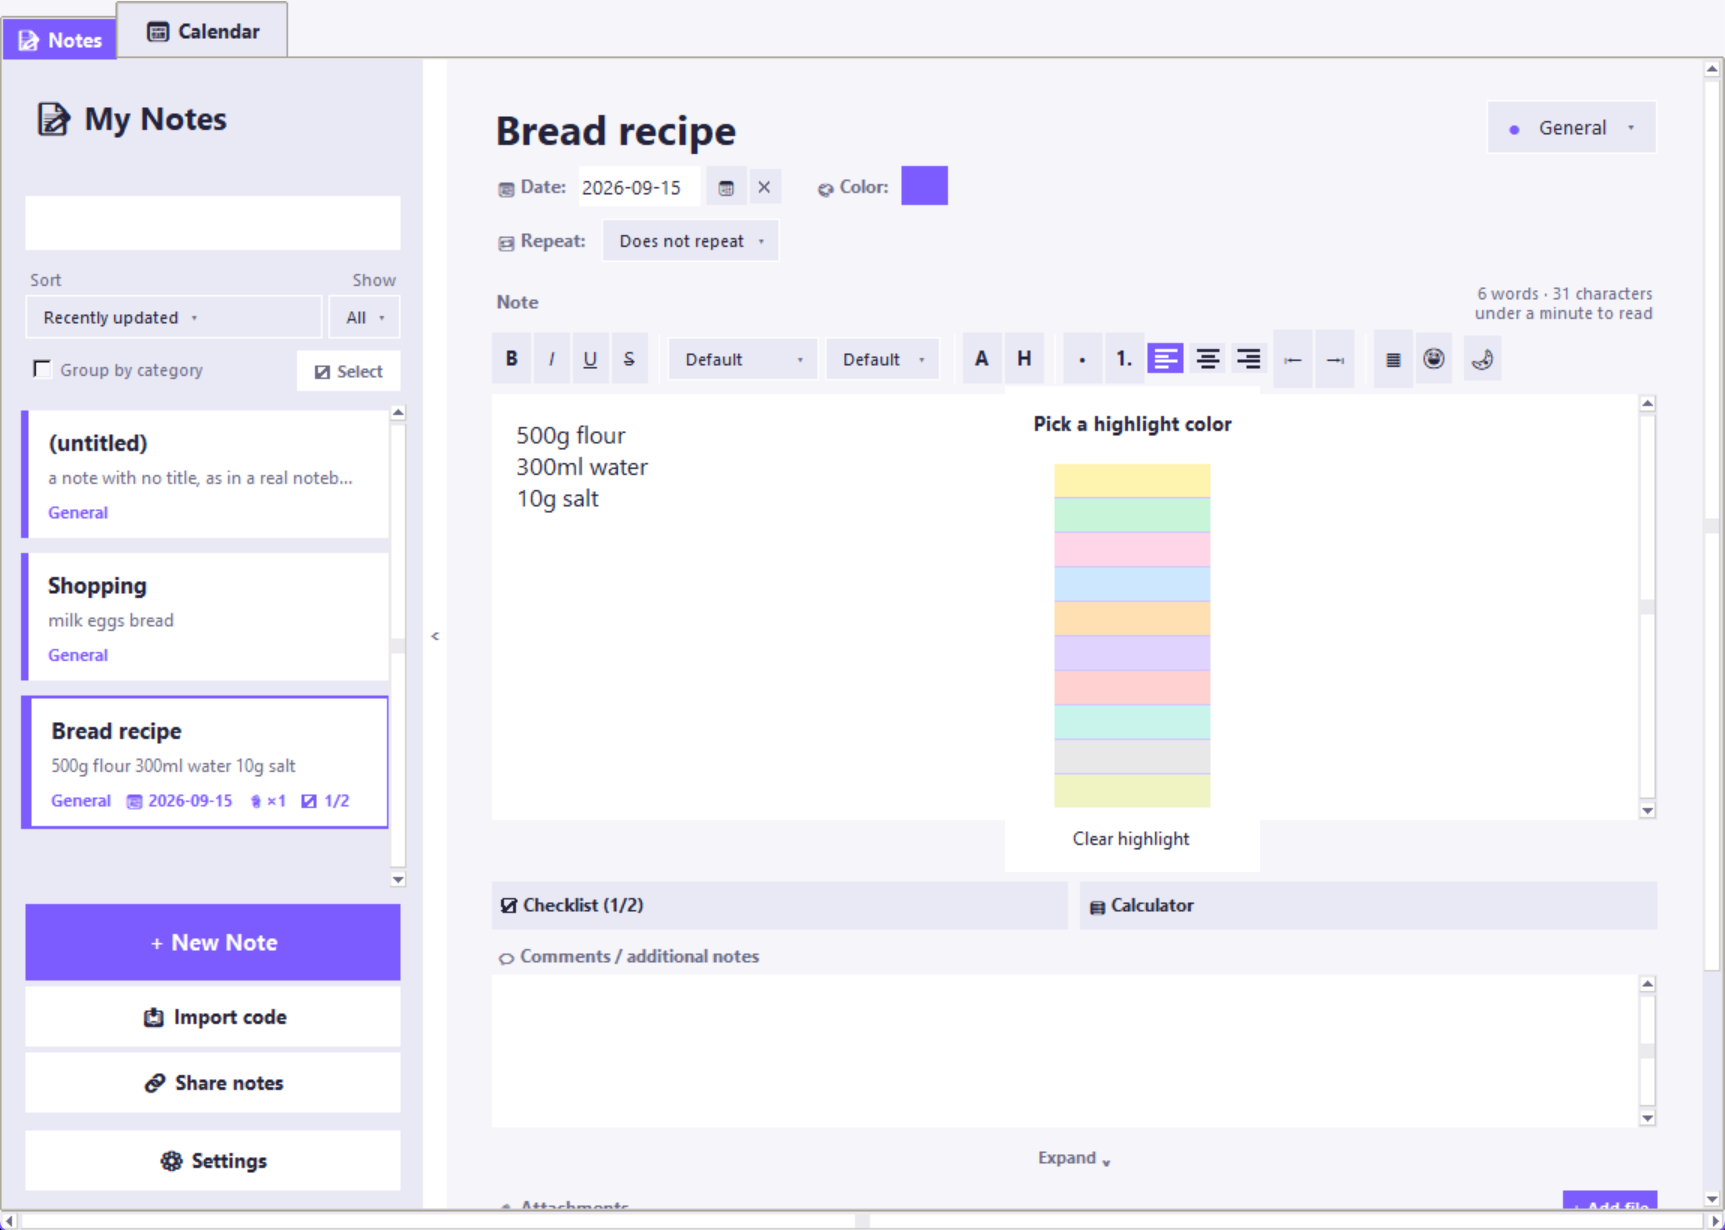 Notes
Calendar
My Notes
Sort
Show
Recently updated
All
Group by category
Select
(untitled)
a note with no title, as in a real noteb...
General
Shopping
milk eggs bread
General
Bread recipe
500g flour 300ml water 10g salt
General 2026-09-15 ×1 1/2
+ New Note
Import code
Share notes
Settings
<
Bread recipe
General
Date: 2026-09-15 Color:
Repeat: Does not repeat
Note
6 words · 31 characters
under a minute to read
B I U S Default Default A H • 1.
500g flour
300ml water
10g salt
Pick a highlight color
Clear highlight
Checklist (1/2)
Calculator
Comments / additional notes
Expand
Attachments
+ Add file